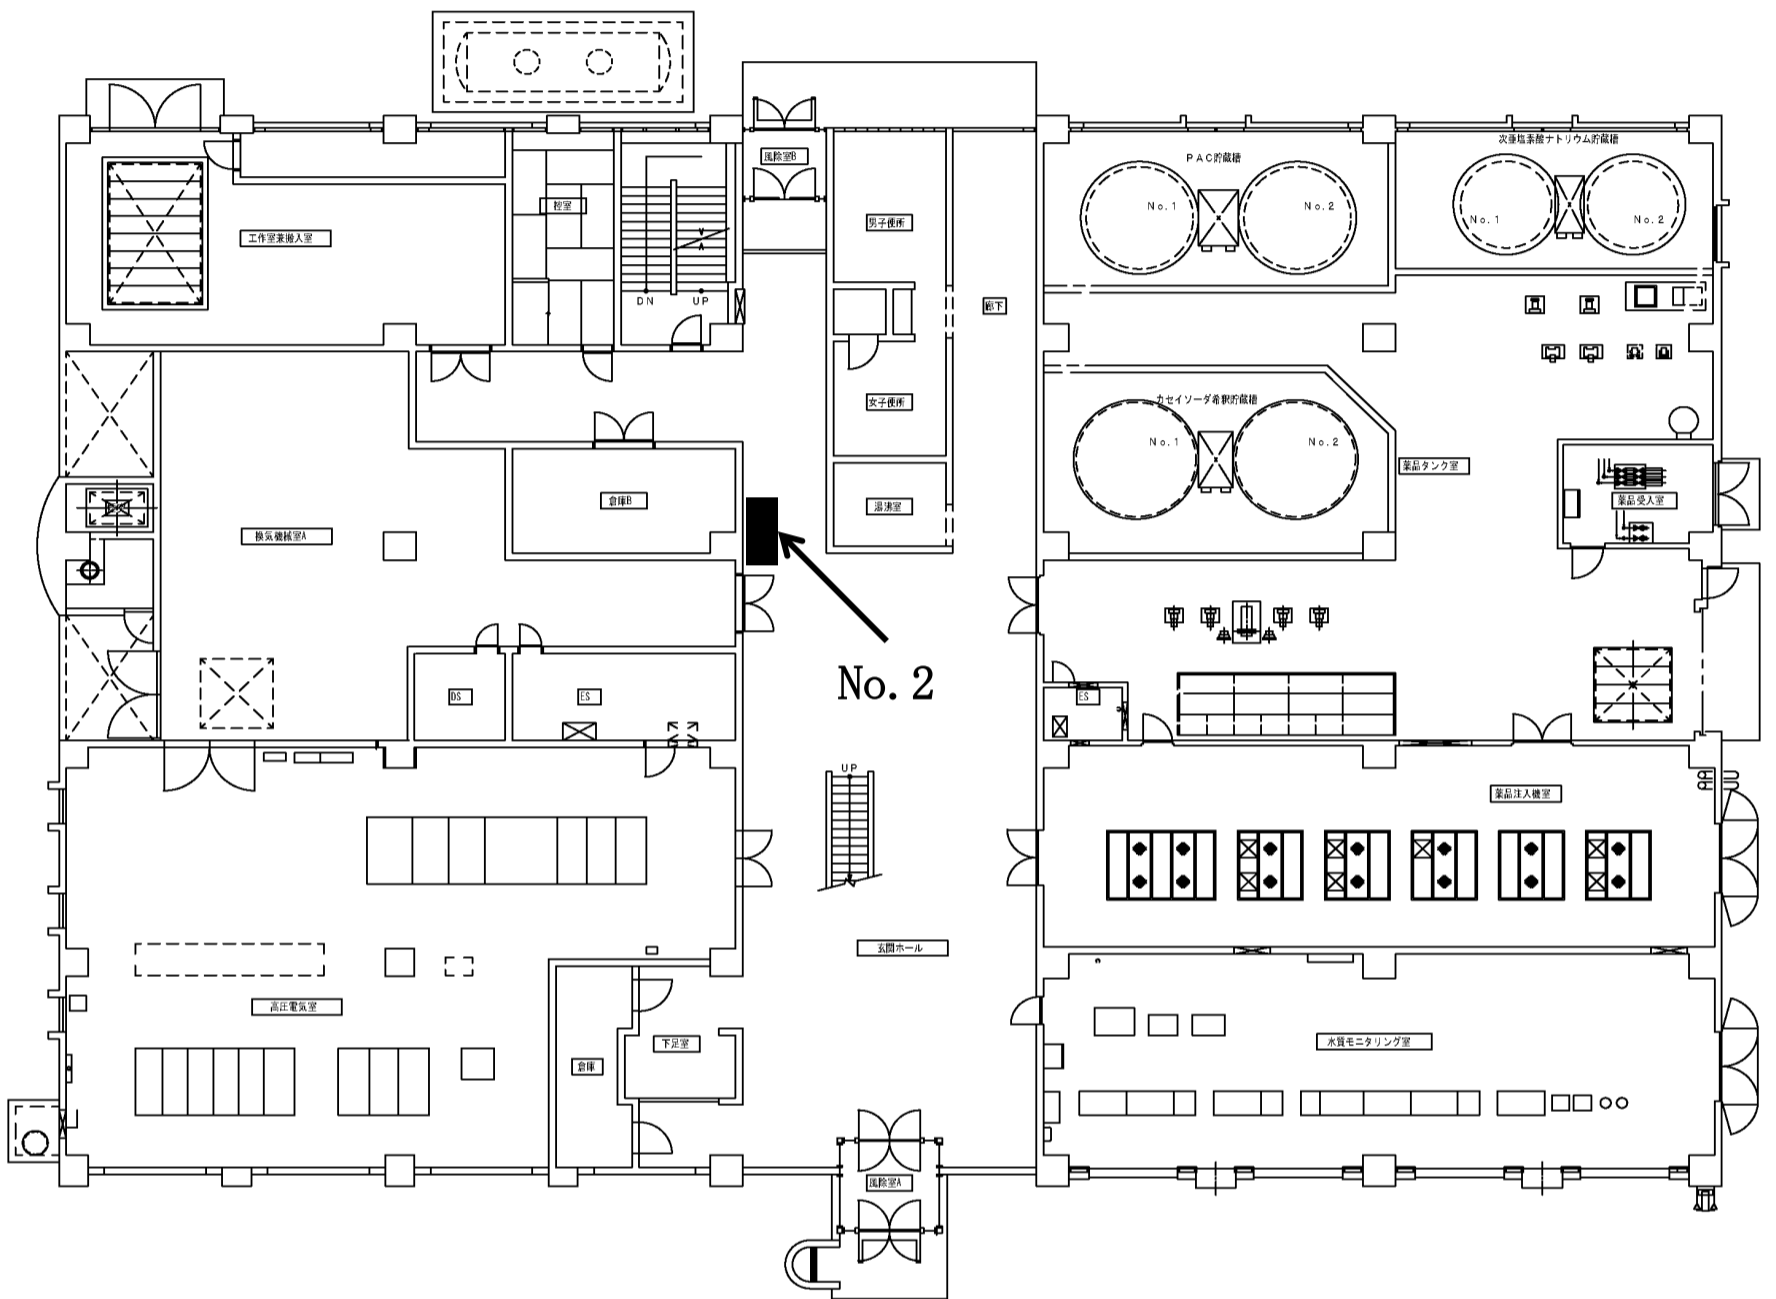 風除室B
PAC貯蔵槽
次亜塩素酸ナトリウム貯蔵槽
控室
No.1
No.2
No.1
No.2
工作室兼搬入室
男子便所
DN
UP
廊下
女子便所
カセイソーダ希釈貯蔵槽
No.1
No.2
薬品タンク室
倉庫B
湯沸室
薬品受入室
換気機械室A
No.2
DS
ES
ES
UP
薬品注入機室
玄関ホール
高圧電気室
下足室
水質モニタリング室
倉庫
風除室A